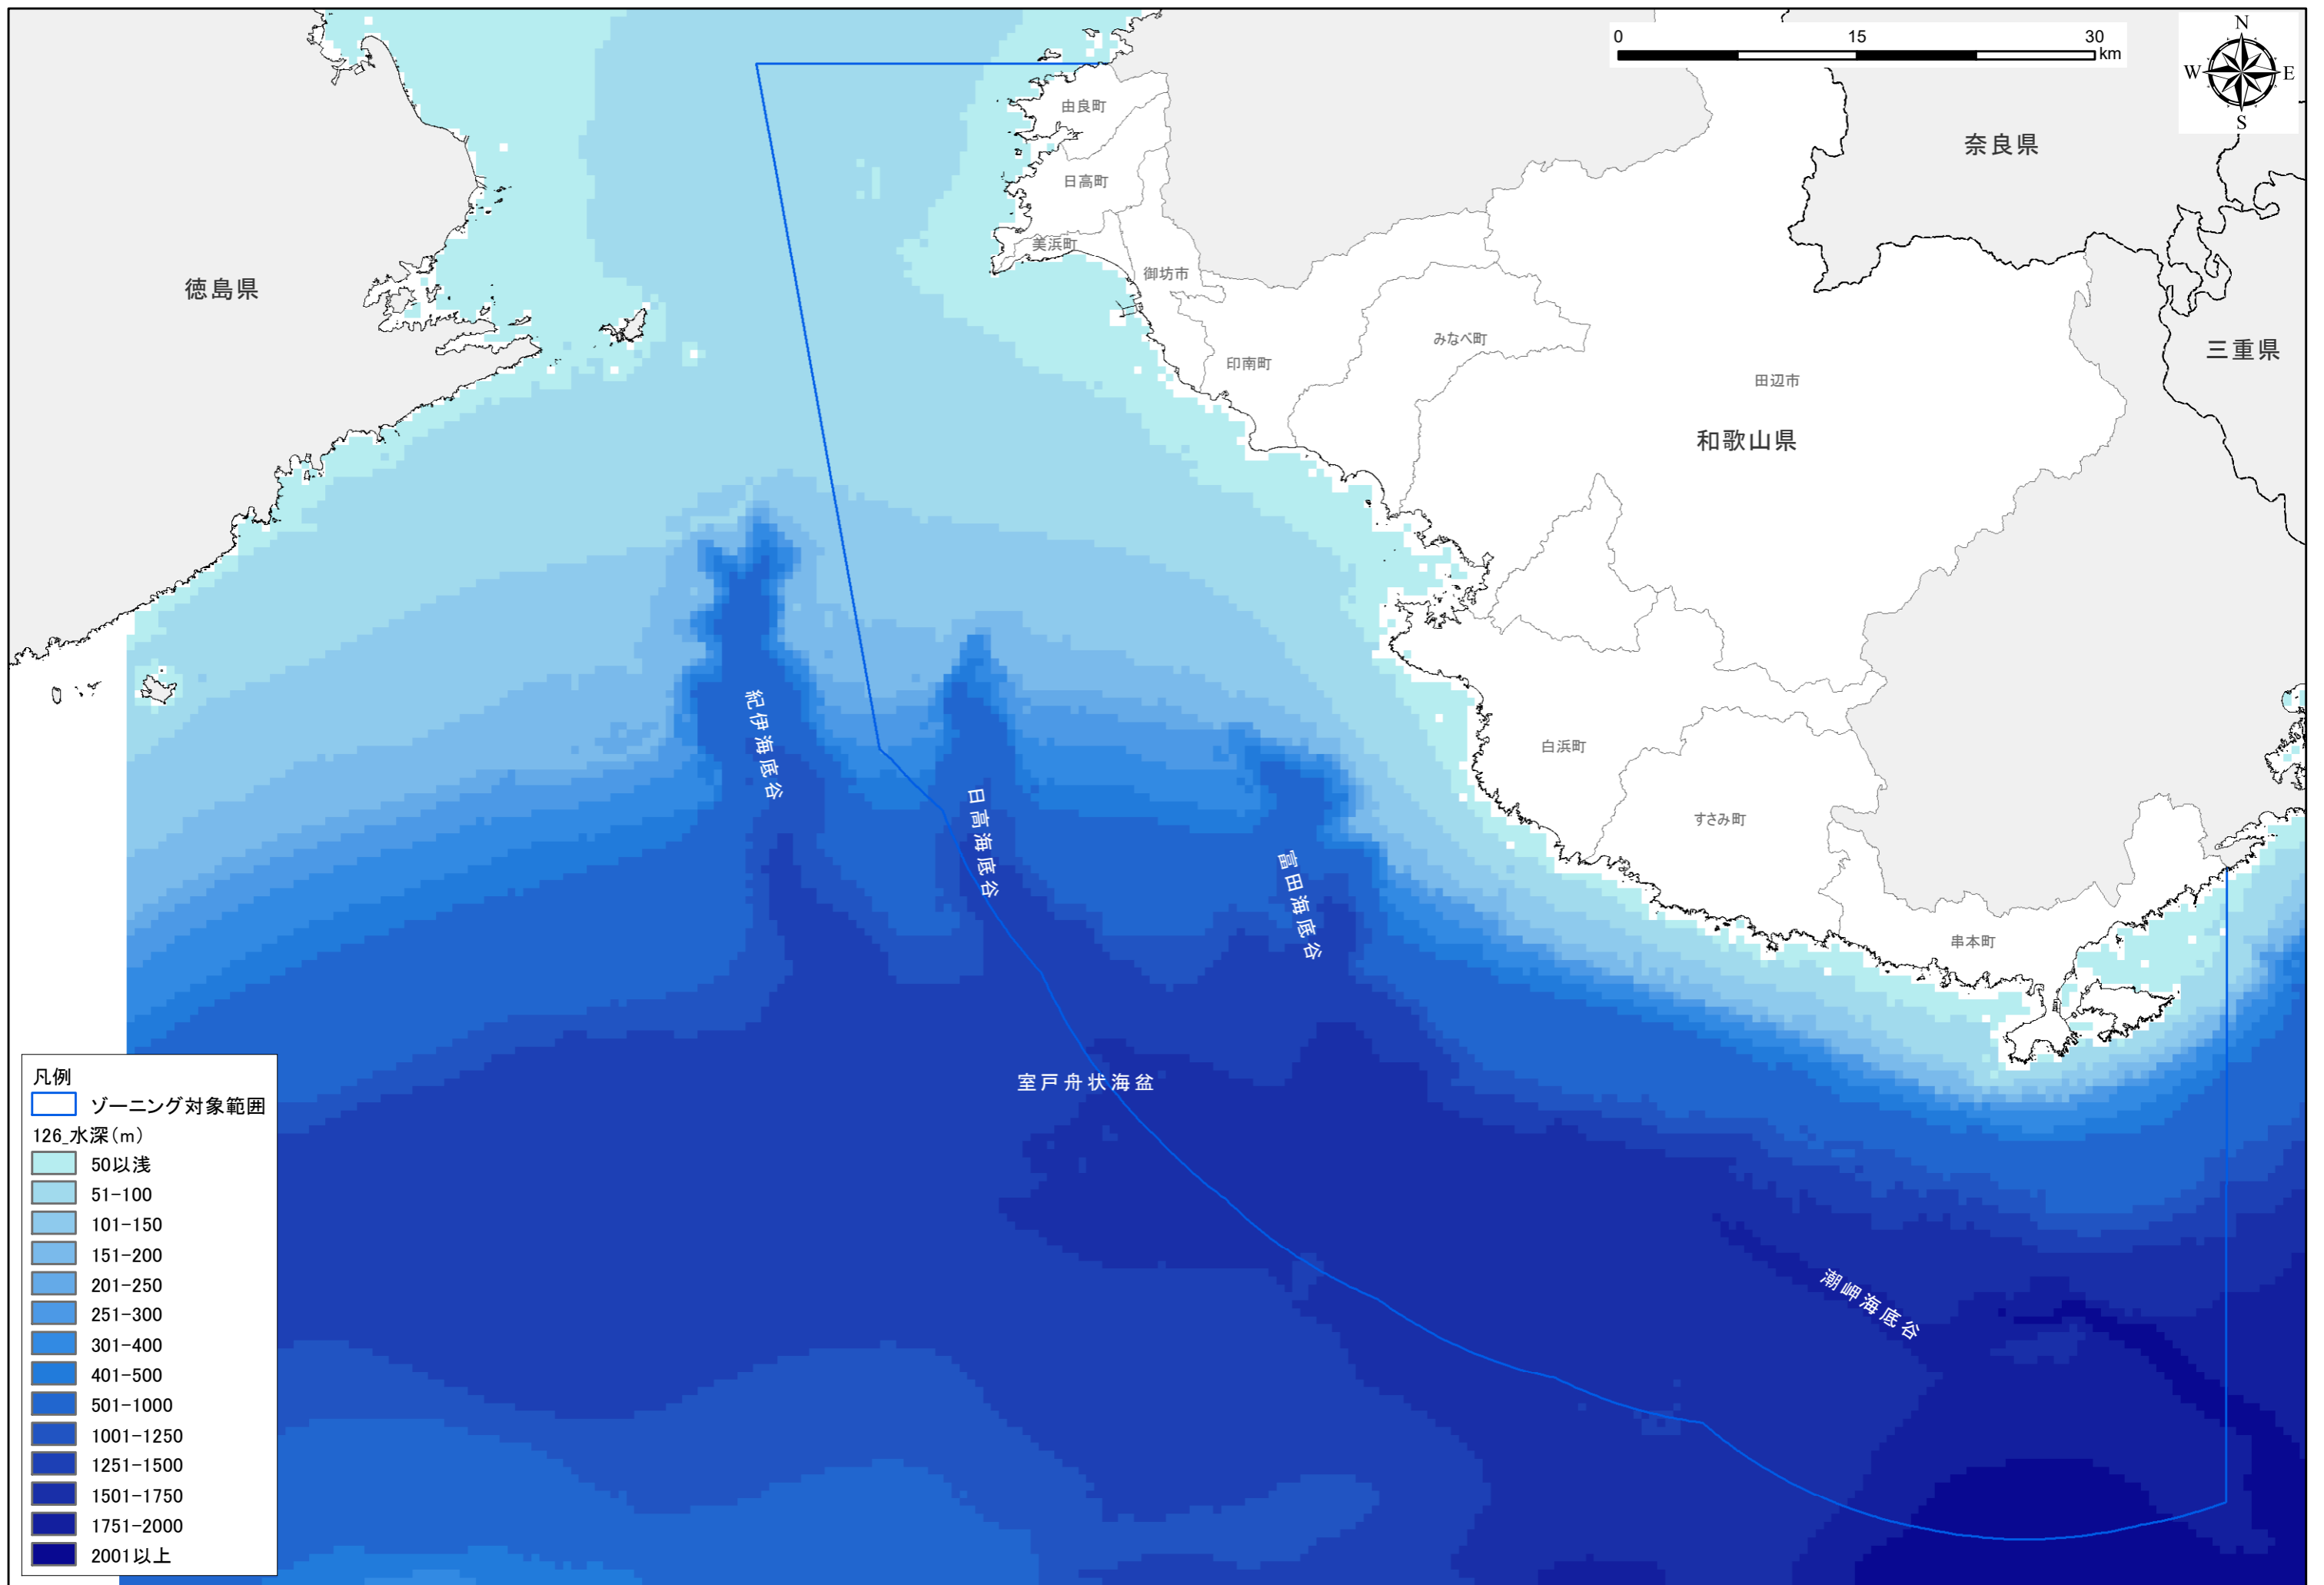 0
15
30
km
N
W
E
S
由良町
日高町
美浜町
御坊市
印南町
みなべ町
田辺市
和歌山県
奈良県
三重県
徳島県
白浜町
すさみ町
串本町
紀伊海底谷
日高海底谷
富田海底谷
室戸舟状海盆
潮岬海底谷
凡例
ゾーニング対象範囲
126_水深(m)
50以浅
51-100
101-150
151-200
201-250
251-300
301-400
401-500
501-1000
1001-1250
1251-1500
1501-1750
1751-2000
2001以上